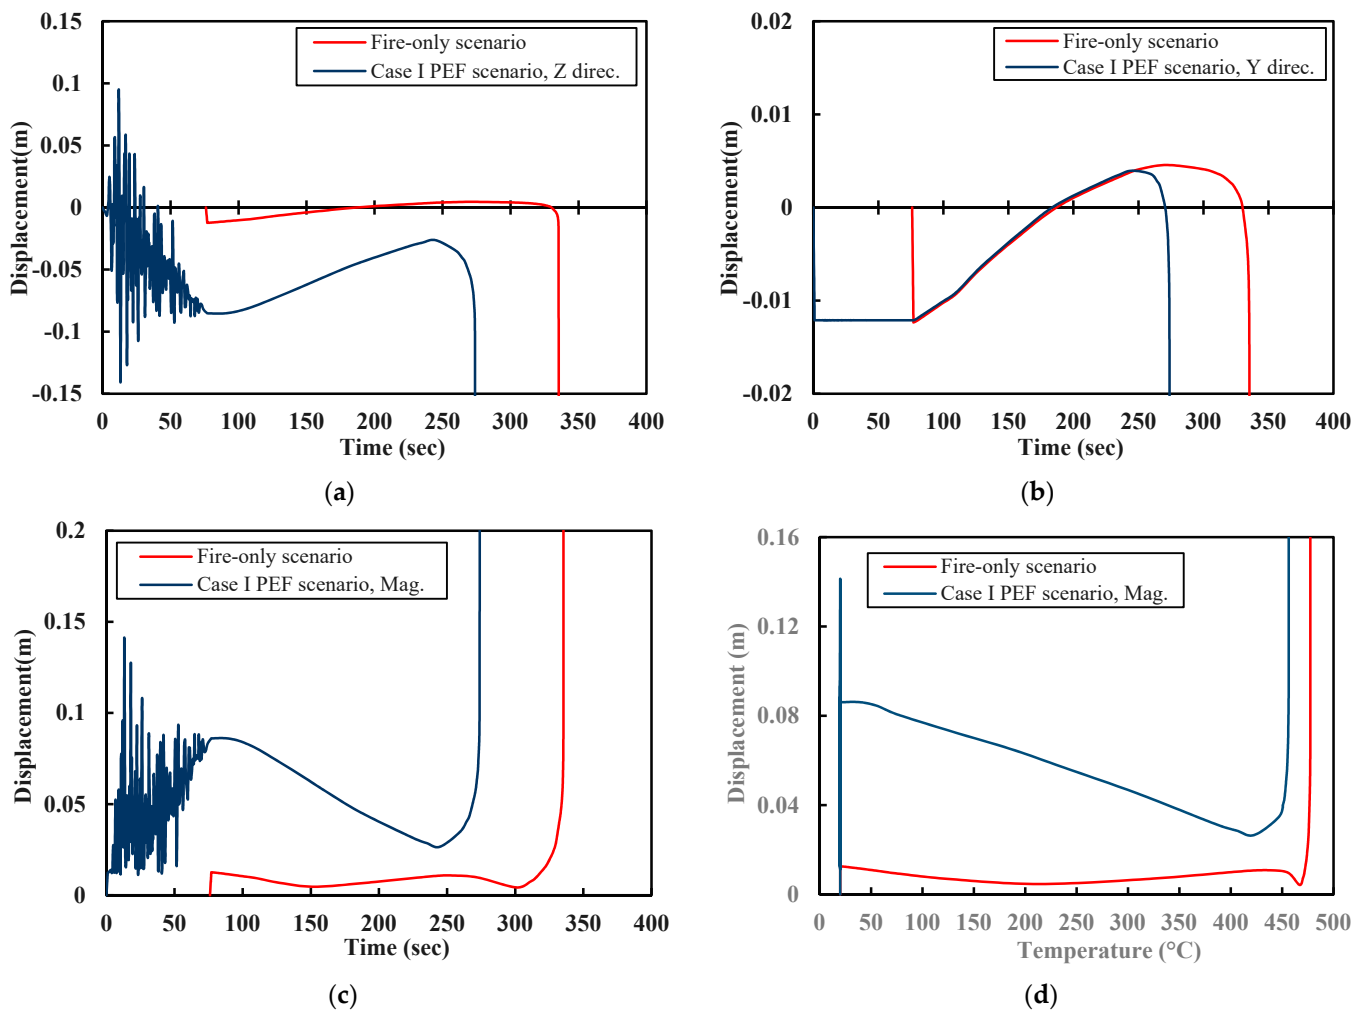 0.15
0.1
0.05
0
-0.05
-0.1
-0.15
Displacement(m)
Fire-only scenario
Case I PEF scenario, Z direc.
0 50 100 150 200 250 300 350 400
Time (sec)
(a)
0.02
0.01
0
-0.01
-0.02
Displacement(m)
Fire-only scenario
Case I PEF scenario, Y direc.
0 50 100 150 200 250 300 350 400
Time (sec)
(b)
0.2
0.15
0.1
0.05
0
Displacement(m)
Fire-only scenario
Case I PEF scenario, Mag.
0 50 100 150 200 250 300 350 400
Time (sec)
(c)
0.16
0.12
0.08
0.04
0
Displacement (m)
Fire-only scenario
Case I PEF scenario, Mag.
0 50 100 150 200 250 300 350 400 450 500
Temperature (°C)
(d)